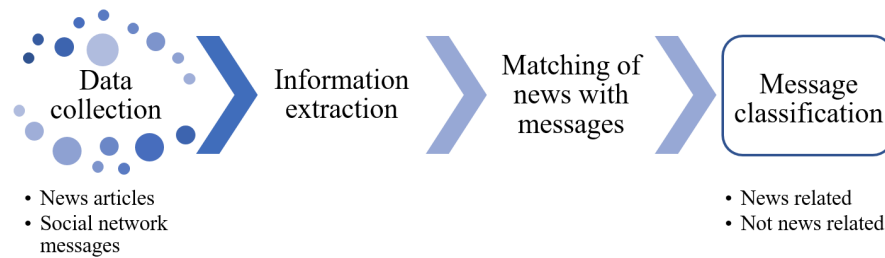 Data
collection
Information
extraction
Matching of
news with
messages
Message
classification
• News articles
• Social network
messages
• News related
• Not news related